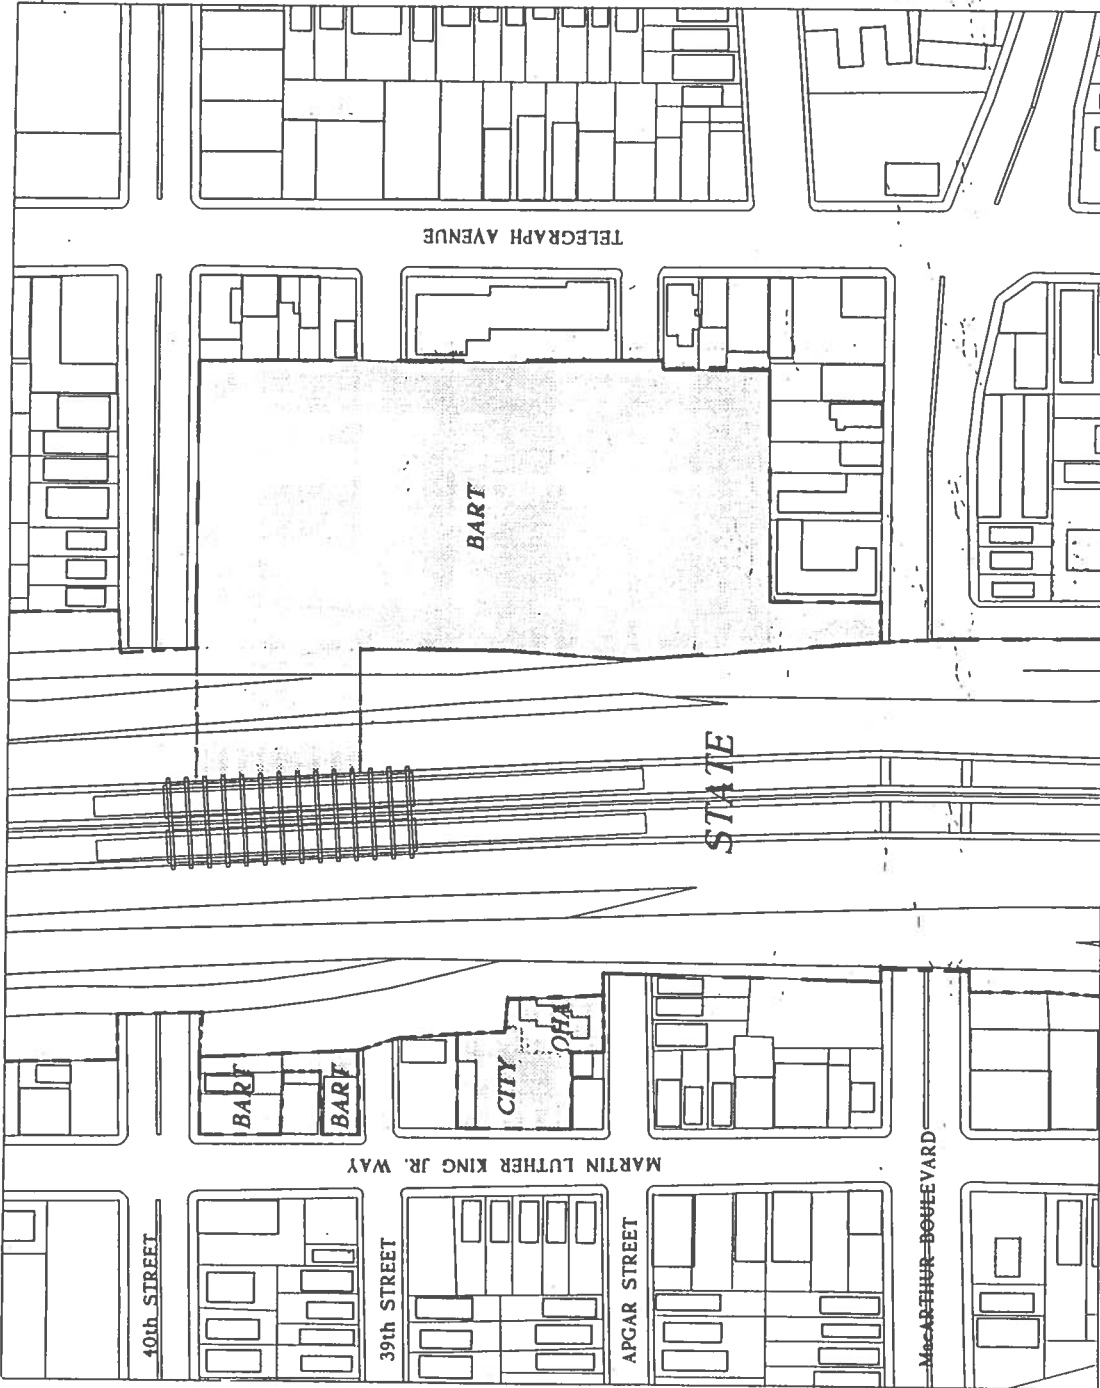 TELEGRAPH AVENUE
BART
STATE
OHA
CITY
BART
BART
MARTIN LUTHER KING JR. WAY
40th STREET
39th STREET
APGAR STREET
MacARTHUR BOULEVARD